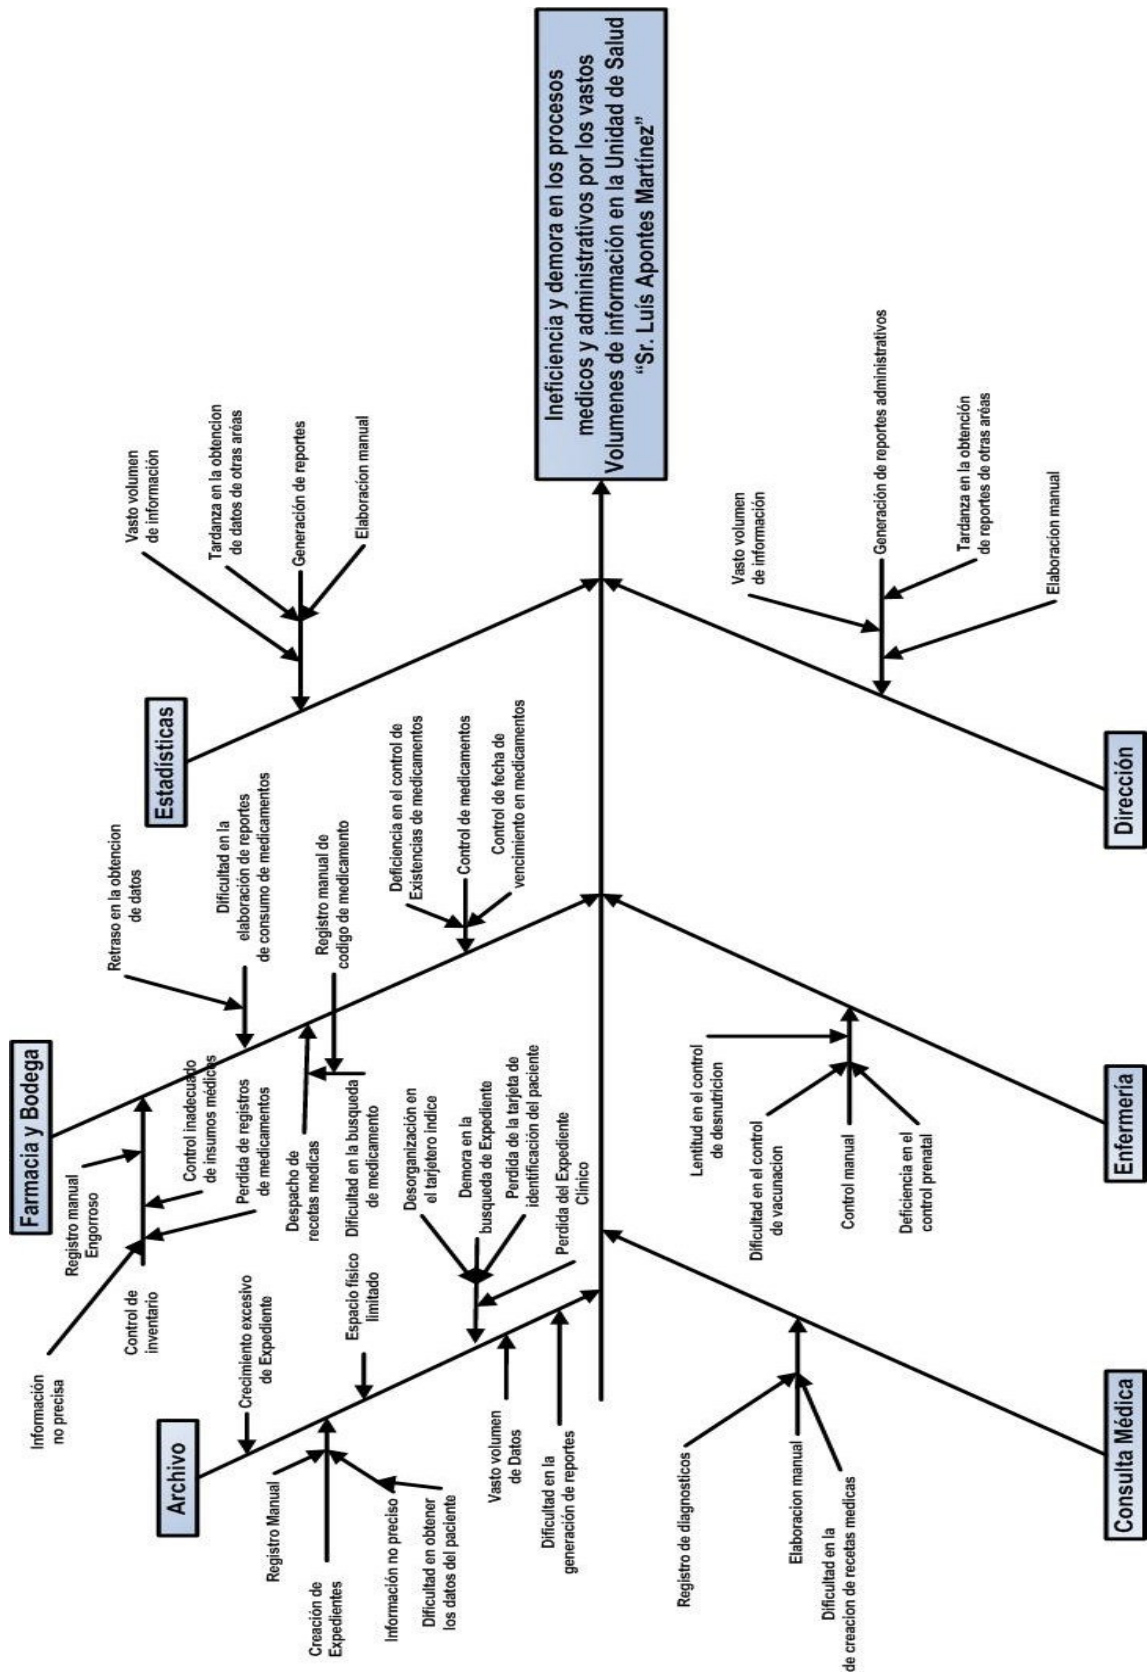 Farmacia y Bodega
Información
no precisa
Registro manual
Engorroso
Control inadecuado
de insumos médicos
Perdida de registros
de medicamentos
Control de
inventario
Retraso en la obtencion
de datos
Dificultad en la
elaboración de reportes
de consumo de medicamentos
Despacho de
recetas medicas
Registro manual de
codigo de medicamento
Dificultad en la busqueda
de medicamento
Deficiencia en el control de
Existencias de medicamentos
Control de medicamentos
Control de fecha de
vencimiento en medicamentos
Archivo
Crecimiento excesivo
de Expediente
Registro Manual
Creación de
Expedientes
Información no preciso
Dificultad en obtener
los datos del paciente
Espacio físico
limitado
Desorganización en
el tarjetero indice
Demora en la
busqueda de Expediente
Perdida de la tarjeta de
identificación del paciente
Perdida del Expediente
Clínico
Vasto volumen
de Datos
Dificultad en la
generación de reportes
Estadísticas
Vasto volumen
de información
Tardanza en la obtencion
de datos de otras aréas
Generación de reportes
Elaboracion manual
Ineficiencia y demora en los procesos
medicos y administrativos por los vastos
Volumenes de información en la Unidad de Salud
“Sr. Luís Apontes Martínez”
Registro de diagnosticos
Elaboracion manual
Dificultad en la
de creacion de recetas medicas
Consulta Médica
Lentitud en el control
de desnutricion
Dificultad en el control
de vacunacion
Control manual
Deficiencia en el
control prenatal
Enfermería
Vasto volumen
de información
Generación de reportes administrativos
Tardanza en la obtención
de reportes de otras aréas
Elaboracion manual
Dirección